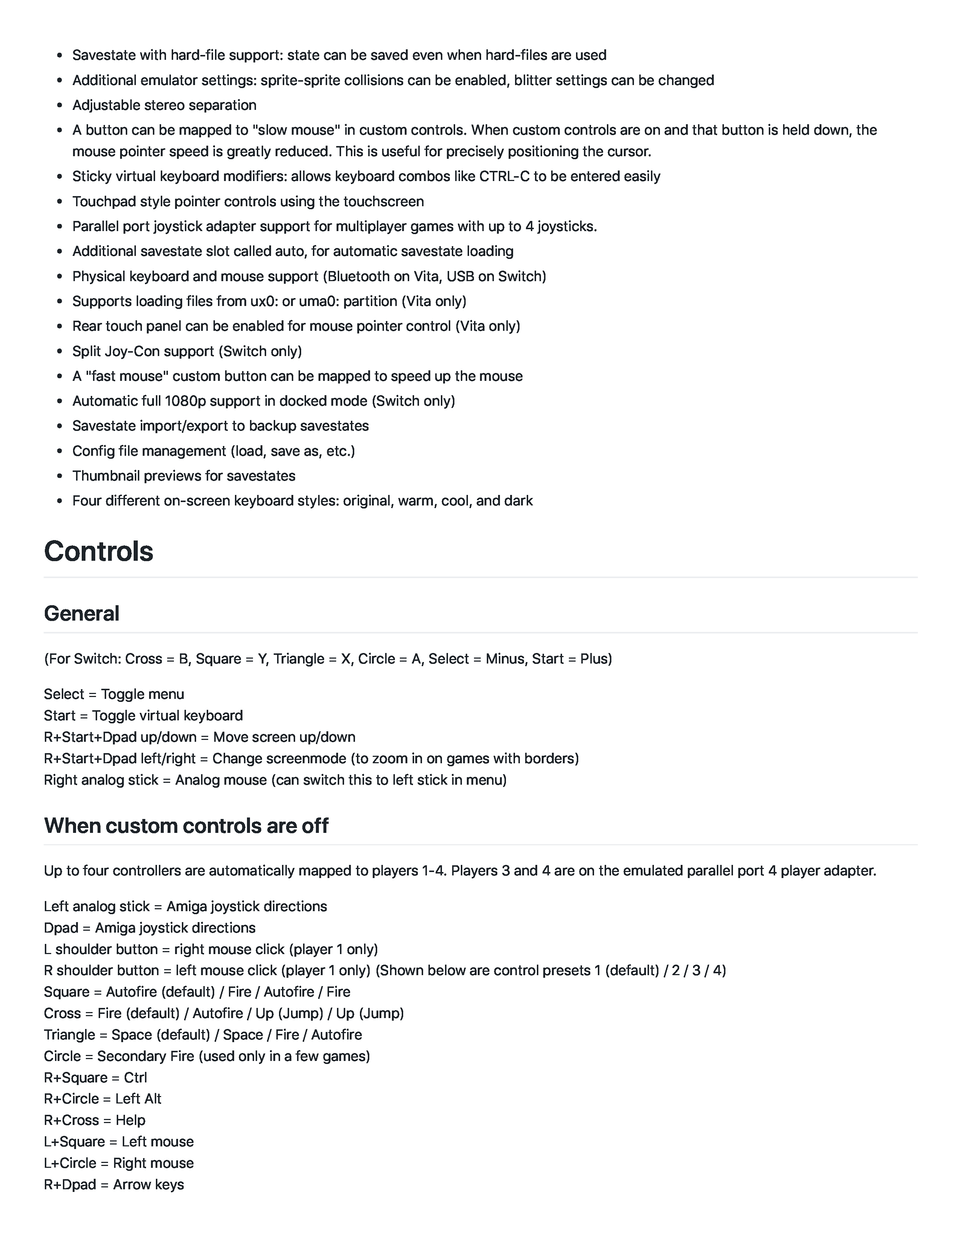 • Savestate with hard-file support: state can be saved even when hard-files are used
• Additional emulator settings: sprite-sprite collisions can be enabled, blitter settings can be changed
• Adjustable stereo separation
• A button can be mapped to "slow mouse" in custom controls. When custom controls are on and that button is held down, the
mouse pointer speed is greatly reduced. This is useful for precisely positioning the cursor.
• Sticky virtual keyboard modifiers: allows keyboard combos like CTRL-C to be entered easily
• Touchpad style pointer controls using the touchscreen
• Parallel port joystick adapter support for multiplayer games with up to 4 joysticks.
• Additional savestate slot called auto, for automatic savestate loading
• Physical keyboard and mouse support (Bluetooth on Vita, USB on Switch)
• Supports loading files from ux0: or uma0: partition (Vita only)
• Rear touch panel can be enabled for mouse pointer control (Vita only)
• Split Joy-Con support (Switch only)
• A "fast mouse" custom button can be mapped to speed up the mouse
• Automatic full 1080p support in docked mode (Switch only)
• Savestate import/export to backup savestates
• Config file management (load, save as, etc.)
• Thumbnail previews for savestates
• Four different on-screen keyboard styles: original, warm, cool, and dark
Controls
General
(For Switch: Cross = B, Square = Y, Triangle = X, Circle = A, Select = Minus, Start = Plus)
Select = Toggle menu
Start = Toggle virtual keyboard
R+Start+Dpad up/down = Move screen up/down
R+Start+Dpad left/right = Change screenmode (to zoom in on games with borders)
Right analog stick = Analog mouse (can switch this to left stick in menu)
When custom controls are off
Up to four controllers are automatically mapped to players 1-4. Players 3 and 4 are on the emulated parallel port 4 player adapter.
Left analog stick = Amiga joystick directions
Dpad = Amiga joystick directions
L shoulder button = right mouse click (player 1 only)
R shoulder button = left mouse click (player 1 only) (Shown below are control presets 1 (default) / 2 / 3 / 4)
Square = Autofire (default) / Fire / Autofire / Fire
Cross = Fire (default) / Autofire / Up (Jump) / Up (Jump)
Triangle = Space (default) / Space / Fire / Autofire
Circle = Secondary Fire (used only in a few games)
R+Square = Ctrl
R+Circle = Left Alt
R+Cross = Help
L+Square = Left mouse
L+Circle = Right mouse
R+Dpad = Arrow keys